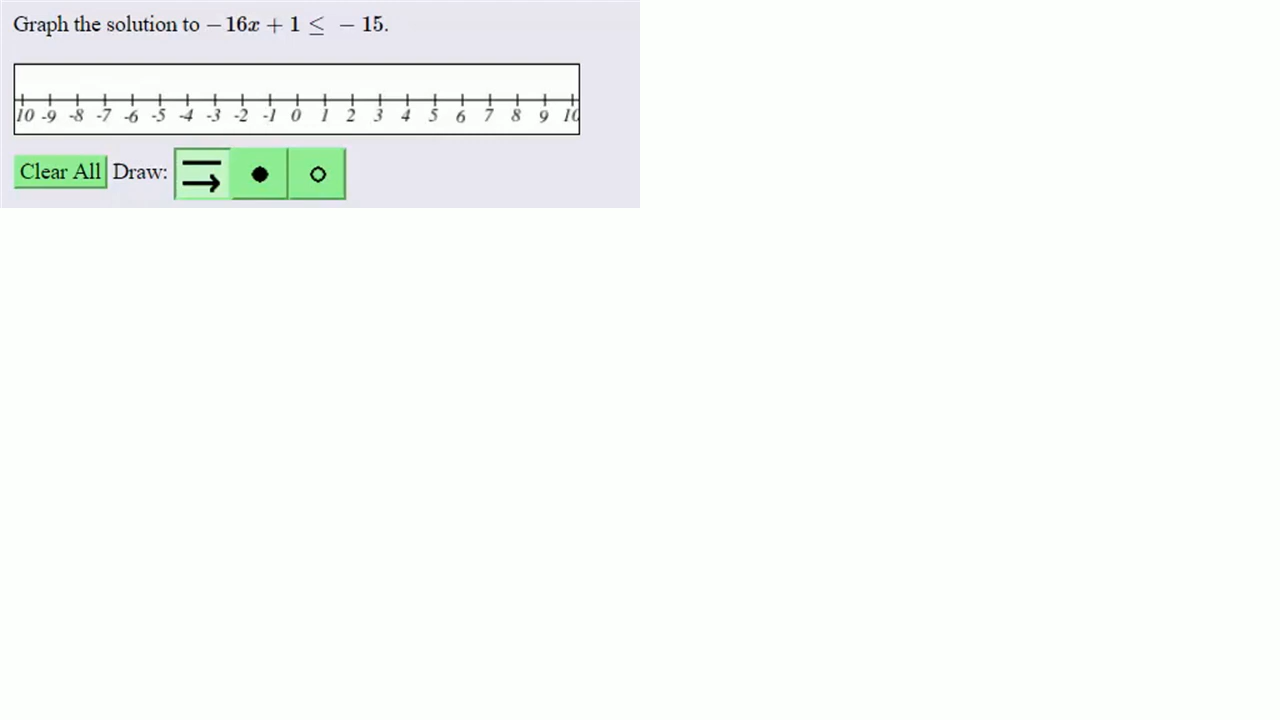 Graph the solution to −16x + 1 ≤ −15.
10 -9 -8 -7 -6 -5 -4 -3 -2 -1 0 1 2 3 4 5 6 7 8 9 10
Clear All Draw: